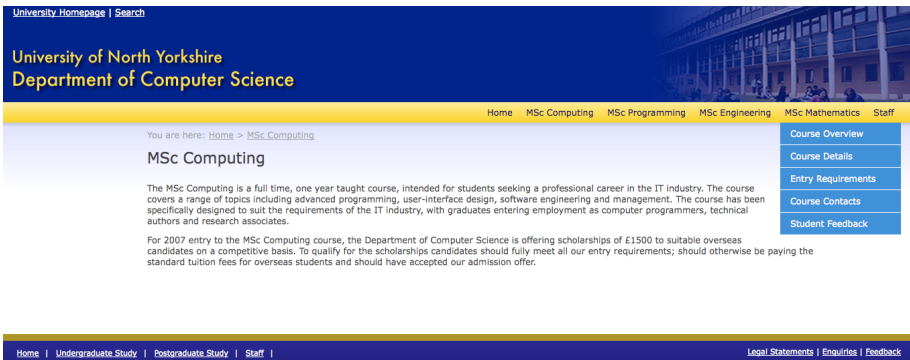 University Homepage | Search
University of North Yorkshire
Department of Computer Science
Home MSc Computing MSc Programming MSc Engineering MSc Mathematics Staff
You are here: Home > MSc Computing
Course Overview
Course Details
Entry Requirements
Course Contacts
Student Feedback
MSc Computing
The MSc Computing is a full time, one year taught course, intended for students seeking a professional career in the IT industry. The course
covers a range of topics including advanced programming, user-interface design, software engineering and management. The course has been
specifically designed to suit the requirements of the IT industry, with graduates entering employment as computer programmers, technical
authors and research associates.
For 2007 entry to the MSc Computing course, the Department of Computer Science is offering scholarships of £1500 to suitable overseas
candidates on a competitive basis. To qualify for the scholarships candidates should fully meet all our entry requirements; should otherwise be paying the
standard tuition fees for overseas students and should have accepted our admission offer.
Home | Undergraduate Study | Postgraduate Study | Staff |
Legal Statements | Enquiries | Feedback